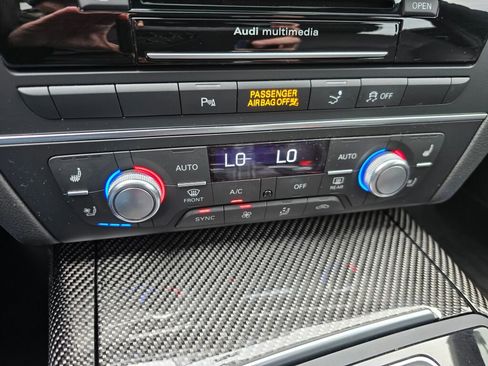 OPEN
Audi multimedia
P
PASSENGER
AIRBAG OFF
OFF
AUTO
LO
LO
AUTO
FRONT
A/C
OFF
REAR
SYNC